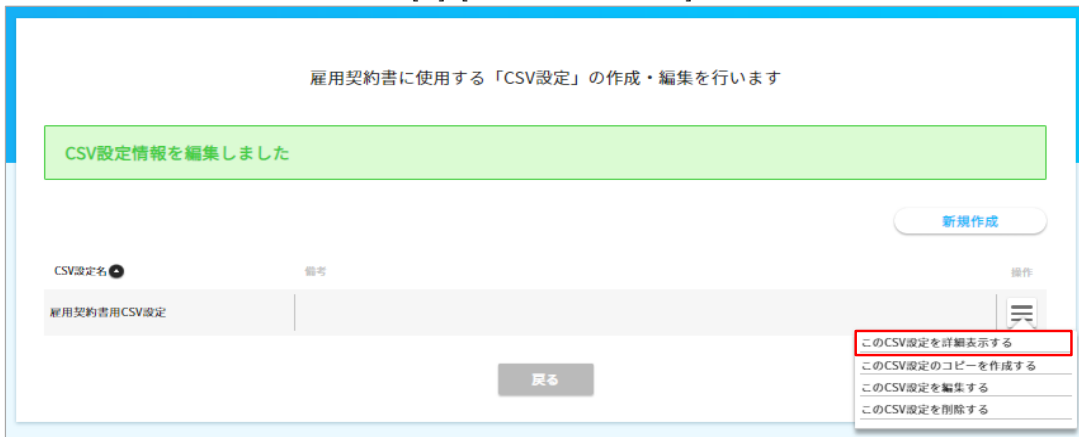 雇用契約書に使用する「CSV設定」の作成・編集を行います
CSV設定情報を編集しました
新規作成
CSV設定名
備考
操作
雇用契約書用CSV設定
このCSV設定を詳細表示する
このCSV設定のコピーを作成する
このCSV設定を編集する
このCSV設定を削除する
戻る